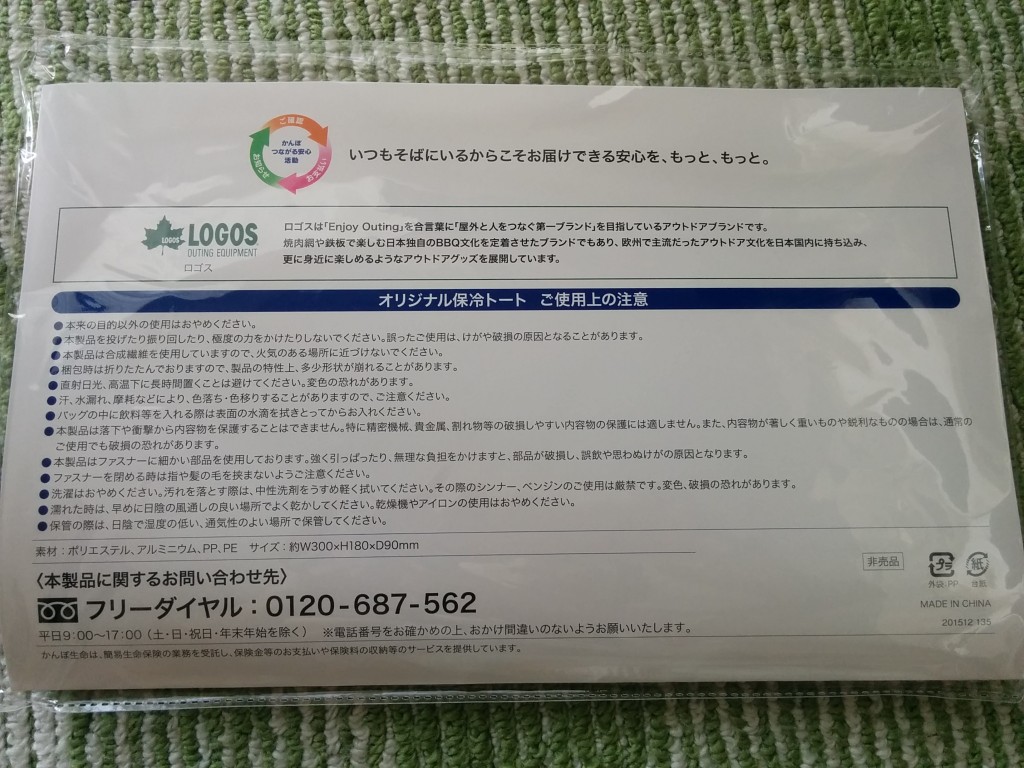 ご確認
かんぽ
つながる安心
活動
お知らせ
お支払い
いつもそばにいるからこそお届けできる安心を、もっと、もっと。
LOGOS
LOGOS
OUTING EQUIPMENT
ロゴス
ロゴスは「Enjoy Outing」を合言葉に「屋外と人をつなぐ第一ブランド」を目指しているアウトドアブランドです。
焼肉網や鉄板で楽しむ日本独自のBBQ文化を定着させたブランドでもあり、欧州で主流だったアウトドア文化を日本国内に持ち込み、
更に身近に楽しめるようなアウトドアグッズを展開しています。
オリジナル保冷トート ご使用上の注意
●本来の目的以外の使用はおやめください。
●本製品を投げたり振り回したり、極度の力をかけたりしないでください。誤ったご使用は、けがや破損の原因となることがあります。
●本製品は合成繊維を使用していますので、火気のある場所に近づけないでください。
●梱包時は折りたたんでおりますので、製品の特性上、多少形状が崩れることがあります。
●直射日光、高温下に長時間置くことは避けてください。変色の恐れがあります。
●汗、水漏れ、摩耗などにより、色落ち・色移りすることがありますので、ご注意ください。
●バッグの中に飲料等を入れる際は表面の水滴を拭きとってからお入れください。
●本製品は落下や衝撃から内容物を保護することはできません。特に精密機械、貴金属、割れ物等の破損しやすい内容物の保護には適しません。また、内容物が著しく重いものや鋭利なものの場合は、通常の
ご使用でも破損の恐れがあります。
●本製品はファスナーに細かい部品を使用しております。強く引っぱったり、無理な負担をかけますと、部品が破損し、誤飲や思わぬけがの原因となります。
●ファスナーを閉める時は指や髪の毛を挟まないようご注意ください。
●洗濯はおやめください。汚れを落とす際は、中性洗剤をうすめ軽く拭いてください。その際のシンナー、ベンジンのご使用は厳禁です。変色、破損の恐れがあります。
●濡れた時は、早めに日陰の風通しの良い場所でよく乾かしてください。乾燥機やアイロンの使用はおやめください。
●保管の際は、日陰で湿度の低い、通気性のよい場所で保管してください。
素材:ポリエステル、アルミニウム、PP、PE サイズ:約W300×H180×D90mm
〈本製品に関するお問い合わせ先〉
フリーダイヤル:0120-687-562
平日9:00~17:00(土・日・祝日・年末年始を除く) ※電話番号をお確かめの上、おかけ間違いのないようお願いいたします。
かんぽ生命は、簡易生命保険の業務を受託し、保険金等のお支払いや保険料の収納等のサービスを提供しています。
非売品
プラ
外袋:PP
紙
台紙
MADE IN CHINA
201512 135